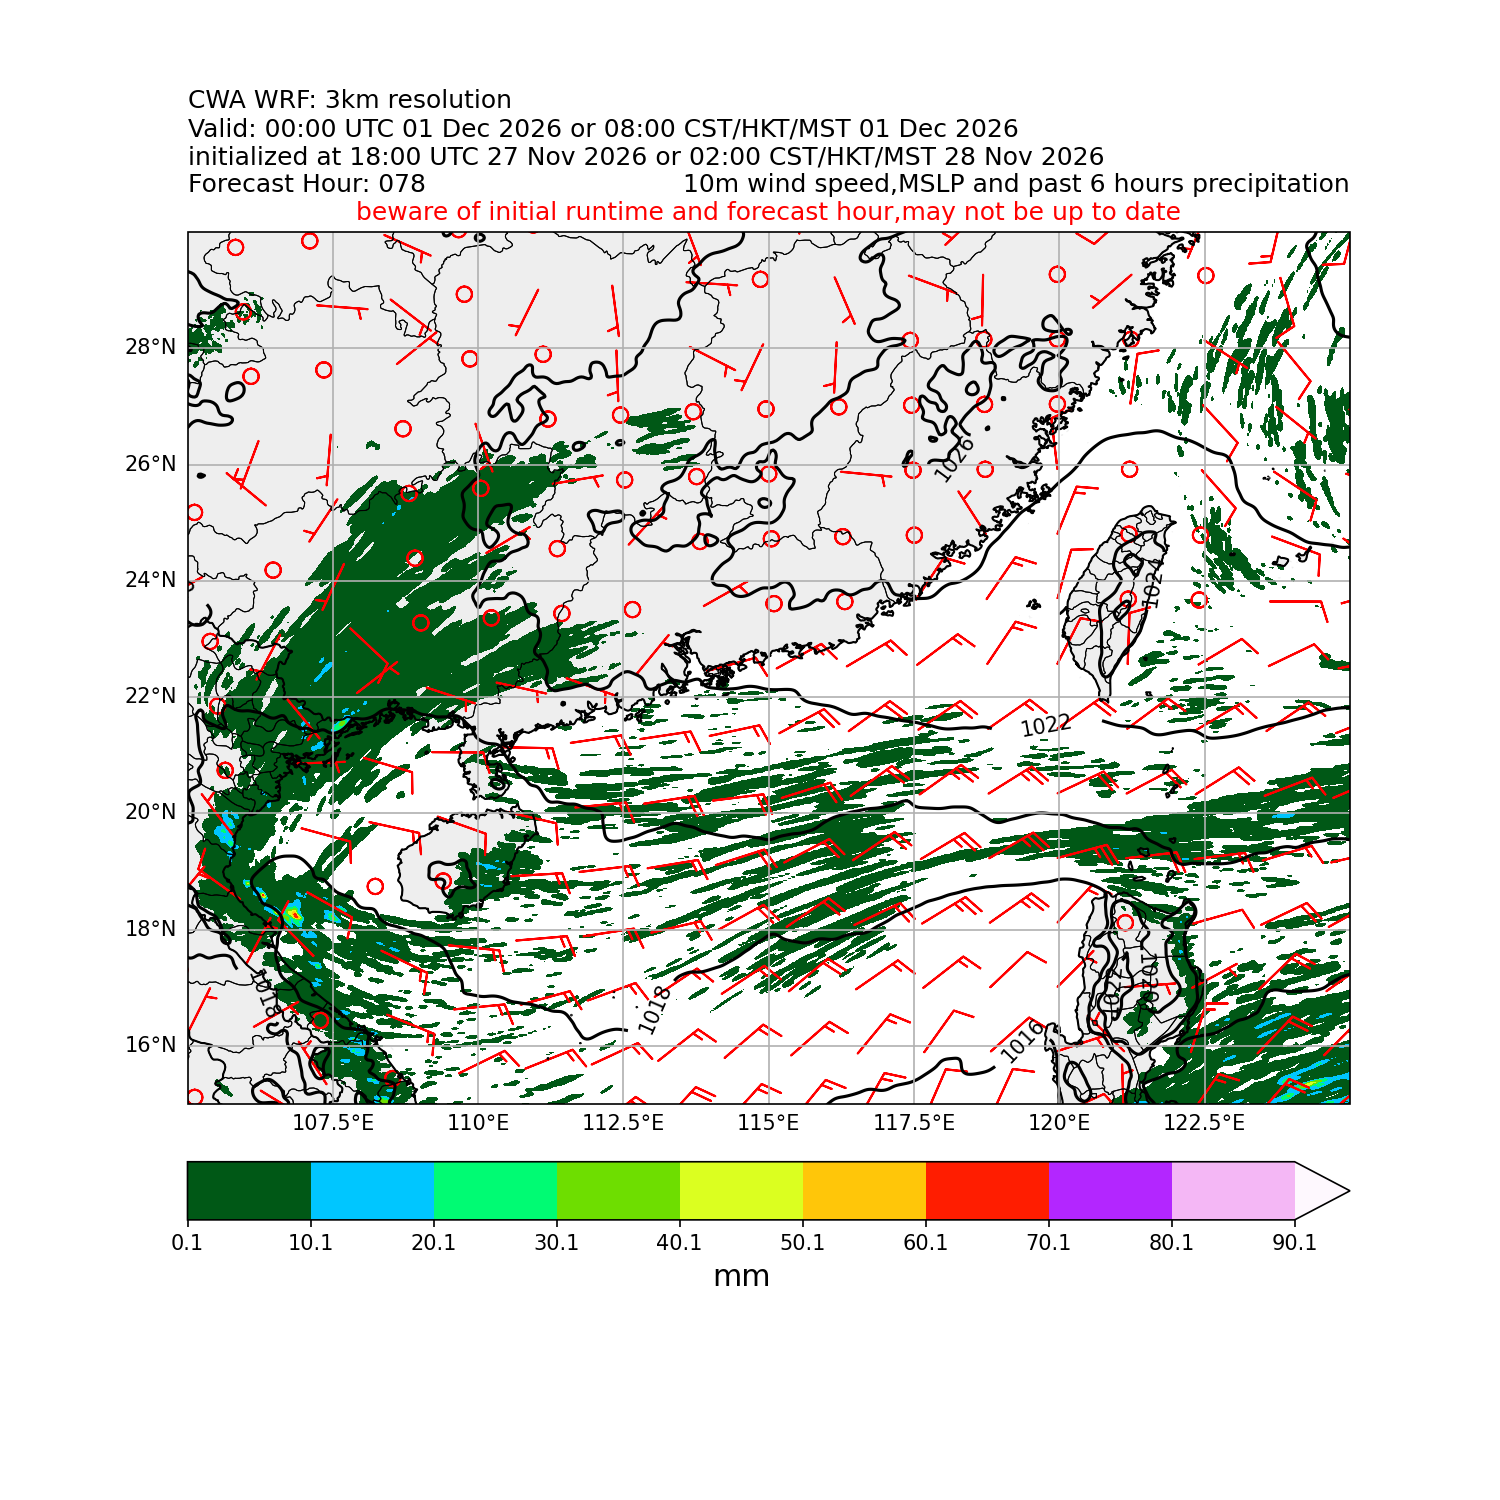 CWA WRF: 3km resolution
Valid: 00:00 UTC 01 Dec 2026 or 08:00 CST/HKT/MST 01 Dec 2026
initialized at 18:00 UTC 27 Nov 2026 or 02:00 CST/HKT/MST 28 Nov 2026
Forecast Hour: 078 10m wind speed,MSLP and past 6 hours precipitation
beware of initial runtime and forecast hour,may not be up to date
28°N
26°N
1026
24°N
1024
22°N
1022
20°N
18°N
1018
1020
1020
1018
1016
16°N
107.5°E 110°E 112.5°E 115°E 117.5°E 120°E 122.5°E
0.1 10.1 20.1 30.1 40.1 50.1 60.1 70.1 80.1 90.1
mm